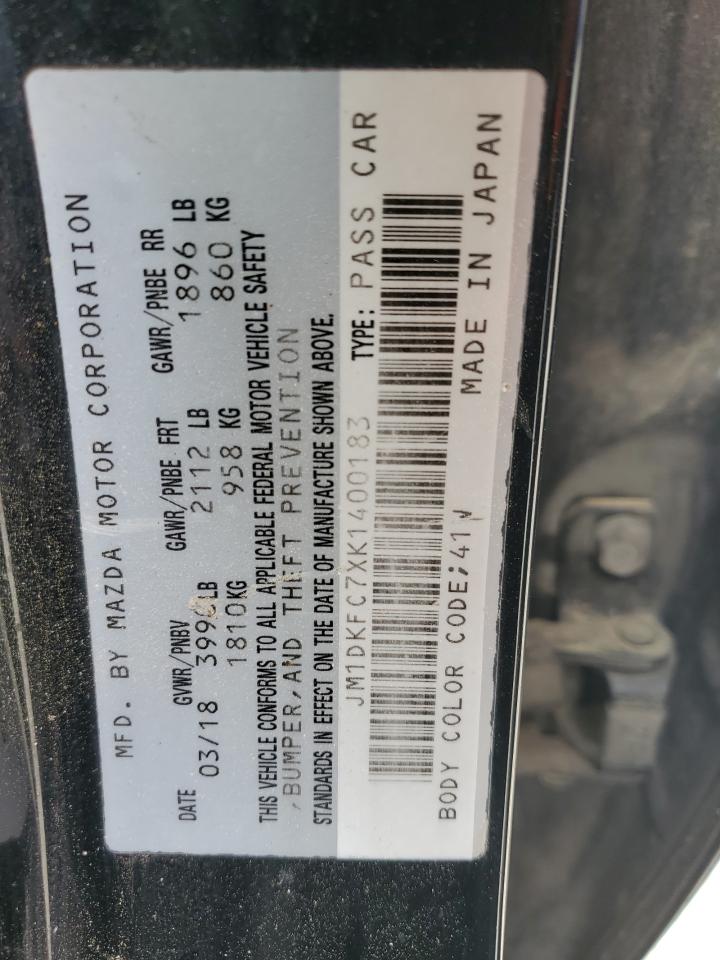 MFD. BY MAZDA MOTOR CORPORATION
DATE GVWR/PNBV GAWR/PNBE FRT GAWR/PNBE RR
03/18 3990LB 2112 LB 1896 LB
1810KG 958 KG 860 KG
THIS VEHICLE CONFORMS TO ALL APPLICABLE FEDERAL MOTOR VEHICLE SAFETY
,BUMPER,AND THEFT PREVENTION
STANDARDS IN EFFECT ON THE DATE OF MANUFACTURE SHOWN ABOVE.
JM1DKFC7XK1400183 TYPE: PASS CAR
BODY COLOR CODE;41W MADE IN JAPAN